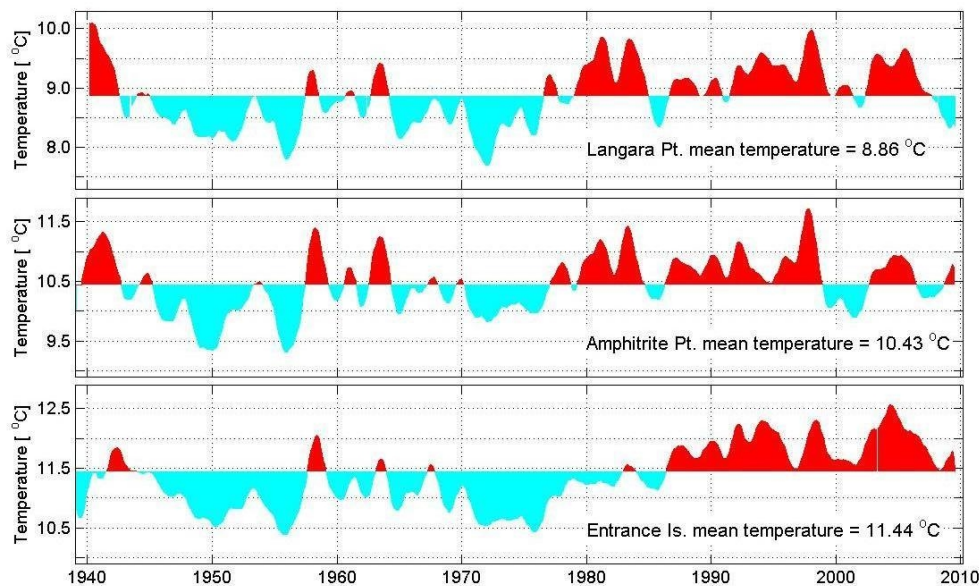 Temperature [ °C]
10.0
9.0
8.0
Langara Pt. mean temperature = 8.86 °C
Temperature [ °C]
11.5
10.5
9.5
Amphitrite Pt. mean temperature = 10.43 °C
Temperature [ °C]
12.5
11.5
10.5
Entrance Is. mean temperature = 11.44 °C
1940 1950 1960 1970 1980 1990 2000 2010